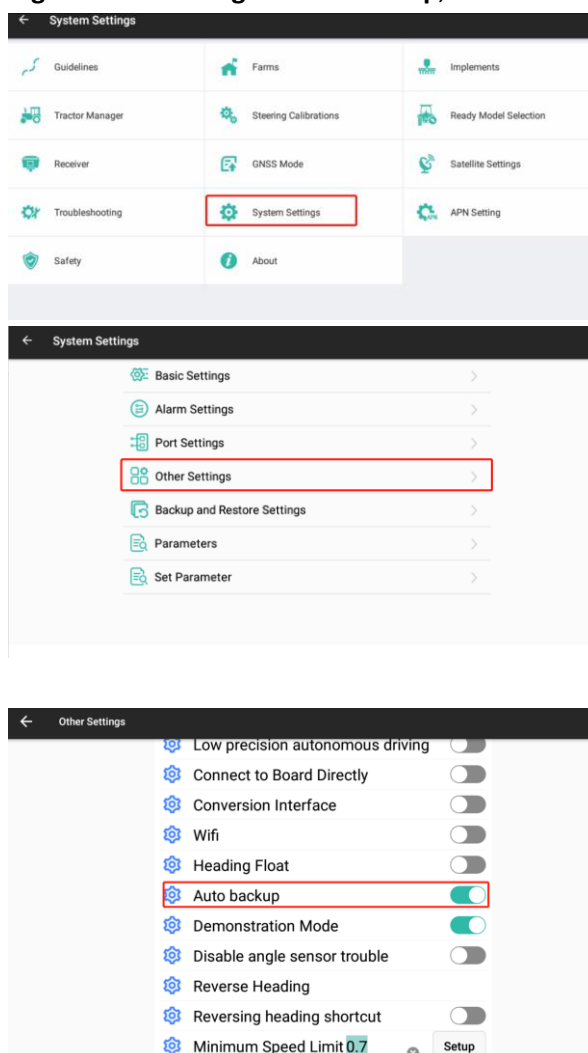 System Settings
Guidelines
Farms
Implements
Tractor Manager
Steering Calibrations
Ready Model Selection
Receiver
GNSS Mode
Satellite Settings
Troubleshooting
System Settings
APN Setting
Safety
About
System Settings
Basic Settings
Alarm Settings
Port Settings
Other Settings
Backup and Restore Settings
Parameters
Set Parameter
Other Settings
Low precision autonomous driving
Connect to Board Directly
Conversion Interface
Wifi
Heading Float
Auto backup
Demonstration Mode
Disable angle sensor trouble
Reverse Heading
Reversing heading shortcut
Minimum Speed Limit 0.7 Setup